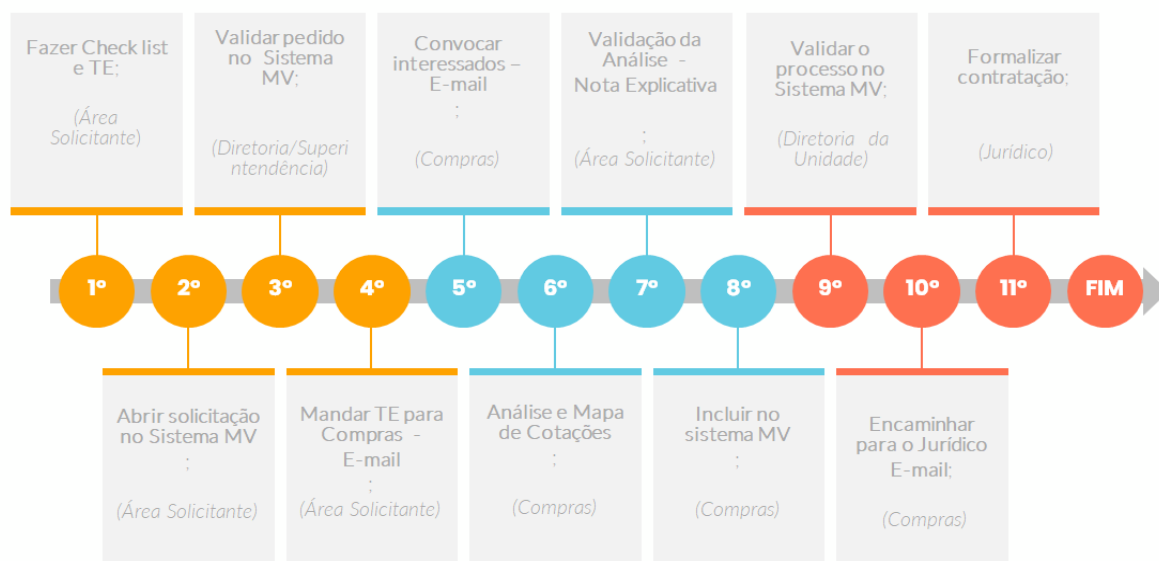 Fazer Check list
e TE;
(Área
Solicitante)
Validar pedido
no Sistema
MV;
(Diretoria/Superi
ntendência)
Convocar
interessados –
E-mail
;
(Compras)
Validação da
Análise -
Nota Explicativa
;
(Área Solicitante)
Validar o
processo no
Sistema MV;
(Diretoria da
Unidade)
Formalizar
contratação;
(Jurídico)
1º 2º 3º 4º 5º 6º 7º 8º 9º 10º 11º FIM
Abrir solicitação
no Sistema MV
;
(Área Solicitante)
Mandar TE para
Compras -
E-mail
;
(Área Solicitante)
Análise e Mapa
de Cotações
;
(Compras)
Incluir no
sistema MV
;
(Compras)
Encaminhar
para o Jurídico
E-mail;
(Compras)